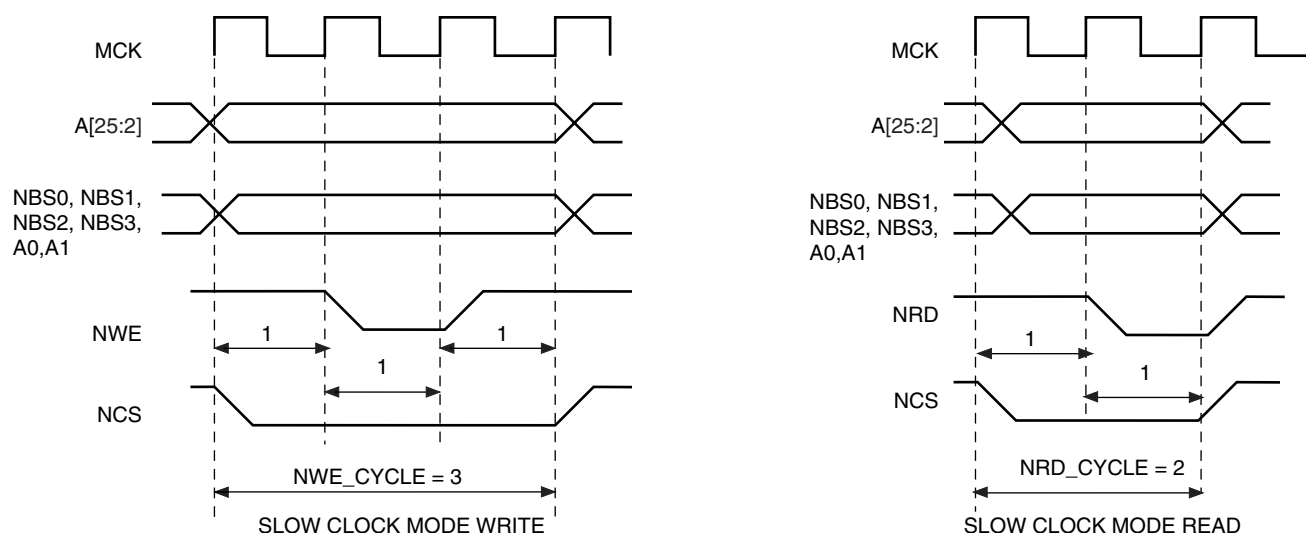 MCK
A[25:2]
NBS0, NBS1,
NBS2, NBS3,
A0,A1
NWE
1
1
1
NCS
NWE_CYCLE = 3
SLOW CLOCK MODE WRITE
MCK
A[25:2]
NBS0, NBS1,
NBS2, NBS3,
A0,A1
NRD
1
1
NCS
NRD_CYCLE = 2
SLOW CLOCK MODE READ